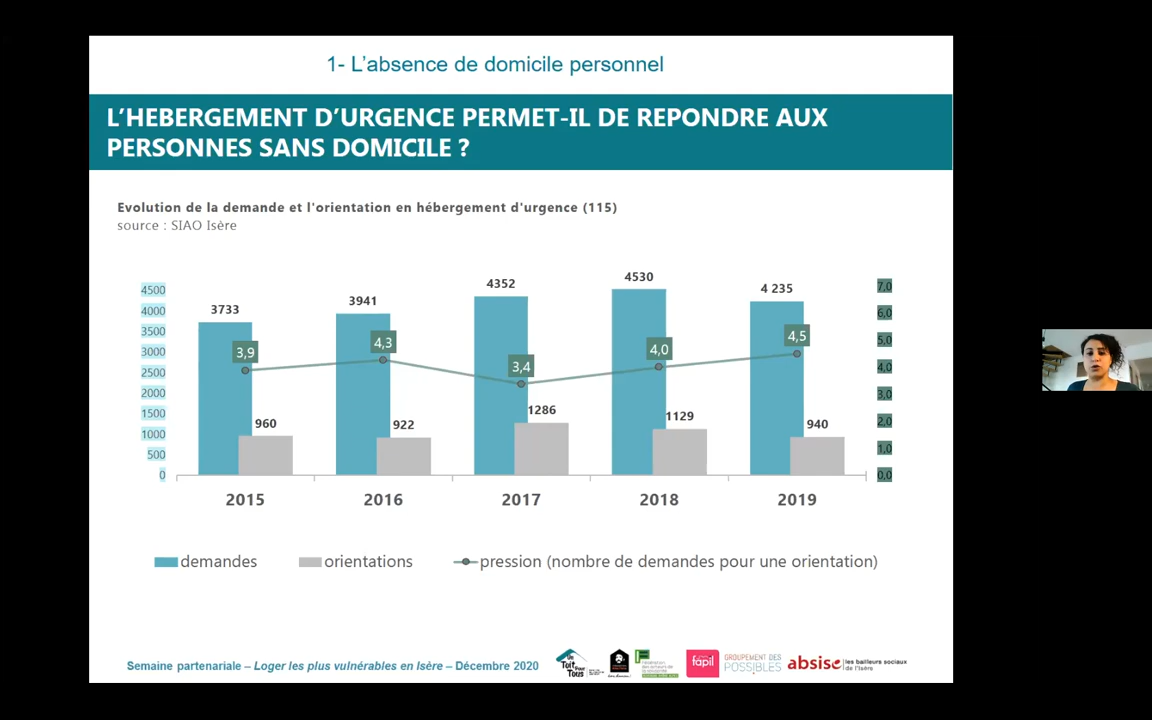 1- L'absence de domicile personnel
L'HEBERGEMENT D'URGENCE PERMET-IL DE REPONDRE AUX
PERSONNES SANS DOMICILE ?
Evolution de la demande et l'orientation en hébergement d'urgence (115)
source : SIAO Isère
4500
4000
3500
3000
2500
2000
1500
1000
500
0
3733
3941
4352
4530
4 235
3,9
4,3
3,4
4,0
4,5
960
922
1286
1129
940
7,0
6,0
5,0
4,0
3,0
2,0
1,0
0,0
2015
2016
2017
2018
2019
demandes
orientations
pression (nombre de demandes pour une orientation)
Semaine partenariale – Loger les plus vulnérables en Isère – Décembre 2020
Un
Toit Pour
Tous
fapil
GROUPEMENT DES
POSSIBLES
absise
les bailleurs sociaux
de l'Isère